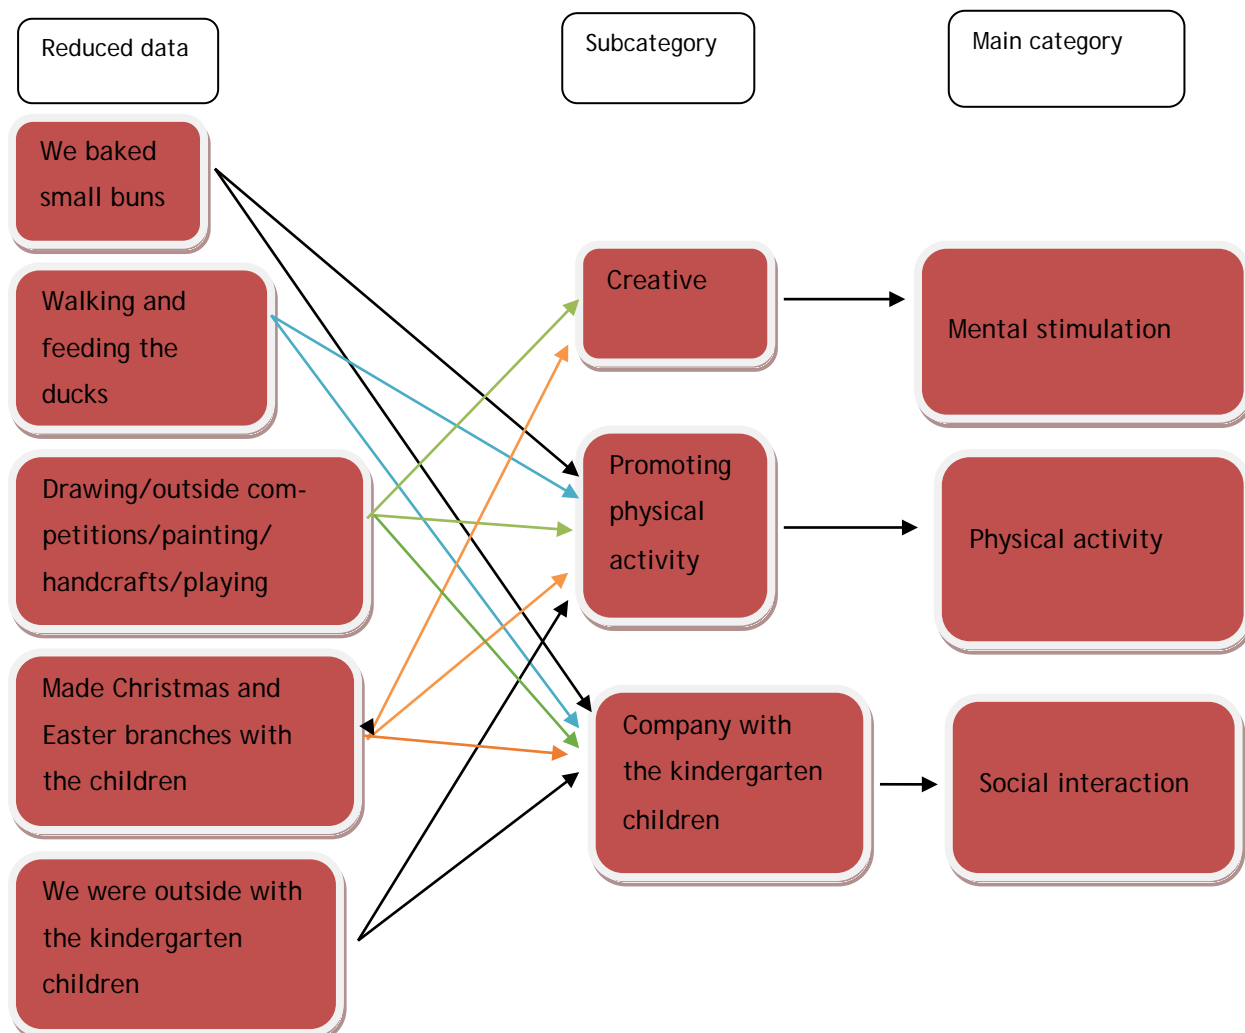 Reduced data
Subcategory
Main category
We baked
small buns
Walking and
feeding the
ducks
Drawing/outside com-
petitions/painting/
handcrafts/playing
Made Christmas and
Easter branches with
the children
We were outside with
the kindergarten
children
Creative
Promoting
physical
activity
Company with
the kindergarten
children
Mental stimulation
Physical activity
Social interaction